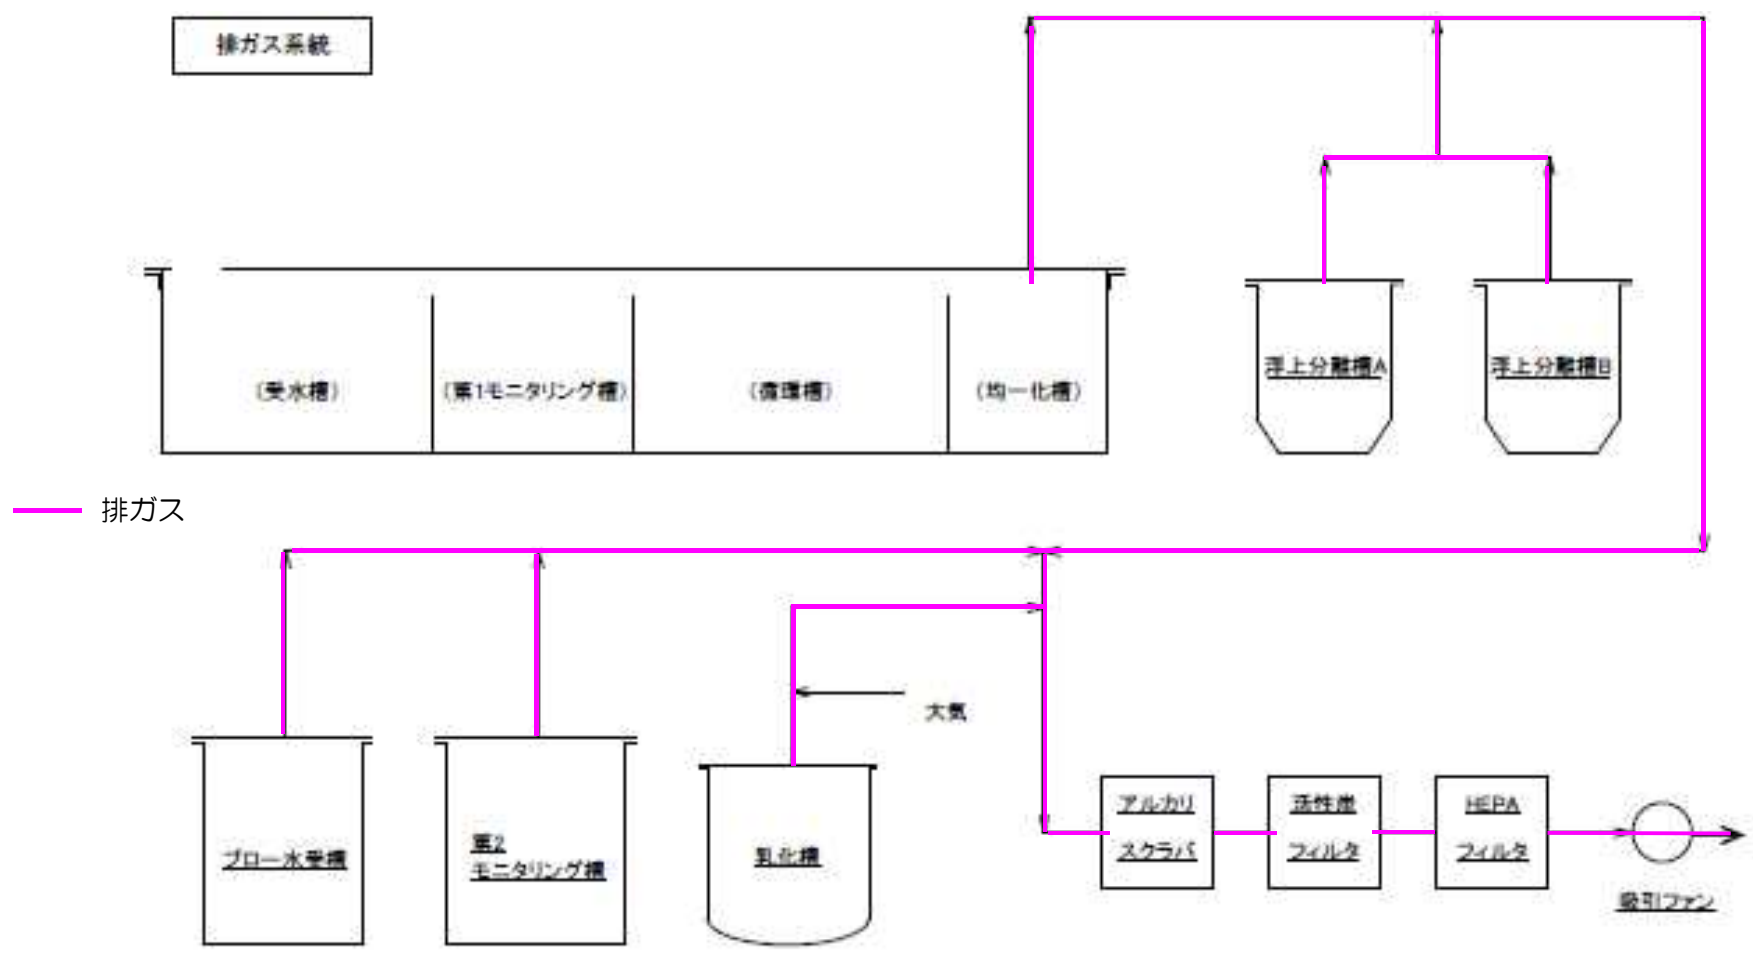 排ガス系統
(受水槽)
(第1モニタリング槽)
(循環槽)
(均一化槽)
浮上分離槽A
浮上分離槽B
排ガス
大気
ブロー水受槽
第2
モニタリング槽
乳化槽
アルカリ
スクラバ
活性炭
フィルタ
HEPA
フィルタ
吸引ファン